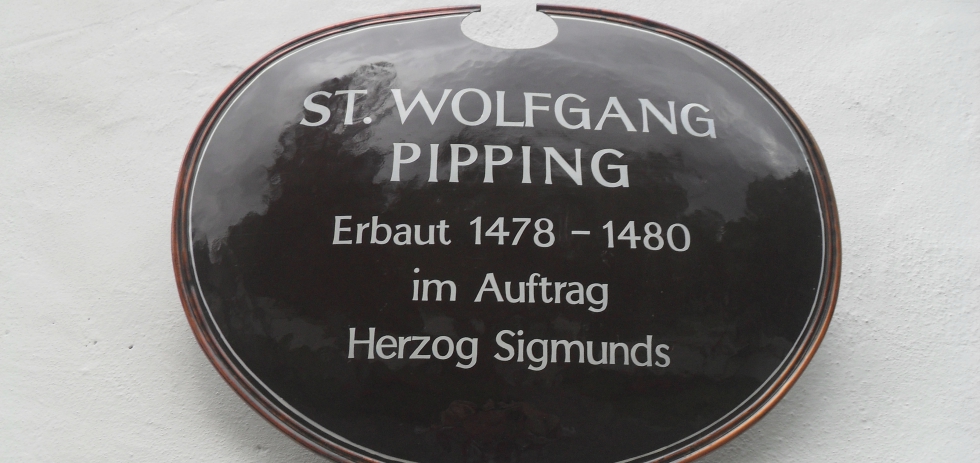 ST. WOLFGANG
PIPPING
Erbaut 1478 – 1480
im Auftrag
Herzog Sigmunds